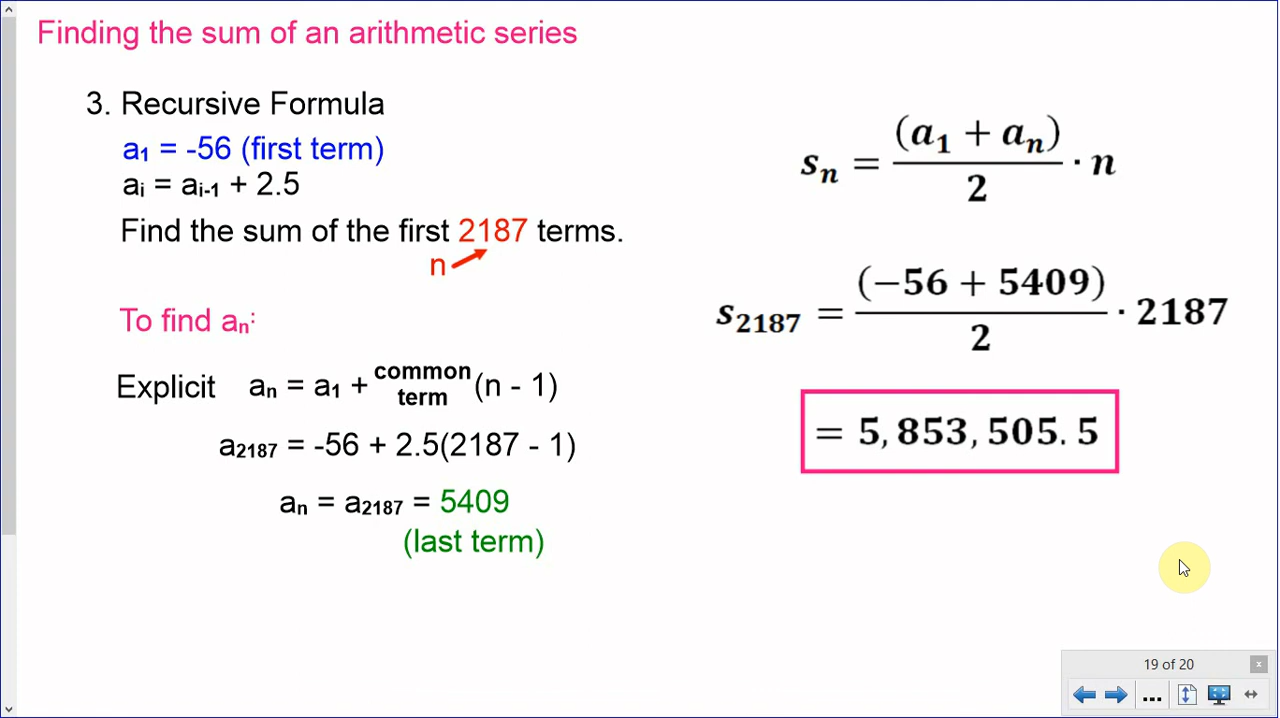 Finding the sum of an arithmetic series
3. Recursive Formula
a₁ = -56 (first term)
aᵢ = aᵢ₋₁ + 2.5
Find the sum of the first 2187 terms.
n
To find aₙ:
Explicit aₙ = a₁ + common term (n - 1)
a₂₁₈₇ = -56 + 2.5(2187 - 1)
aₙ = a₂₁₈₇ = 5409
(last term)
sₙ = (a₁ + aₙ)/2 · n
s₂₁₈₇ = (−56 + 5409)/2 · 2187
= 5,853,505.5
19 of 20